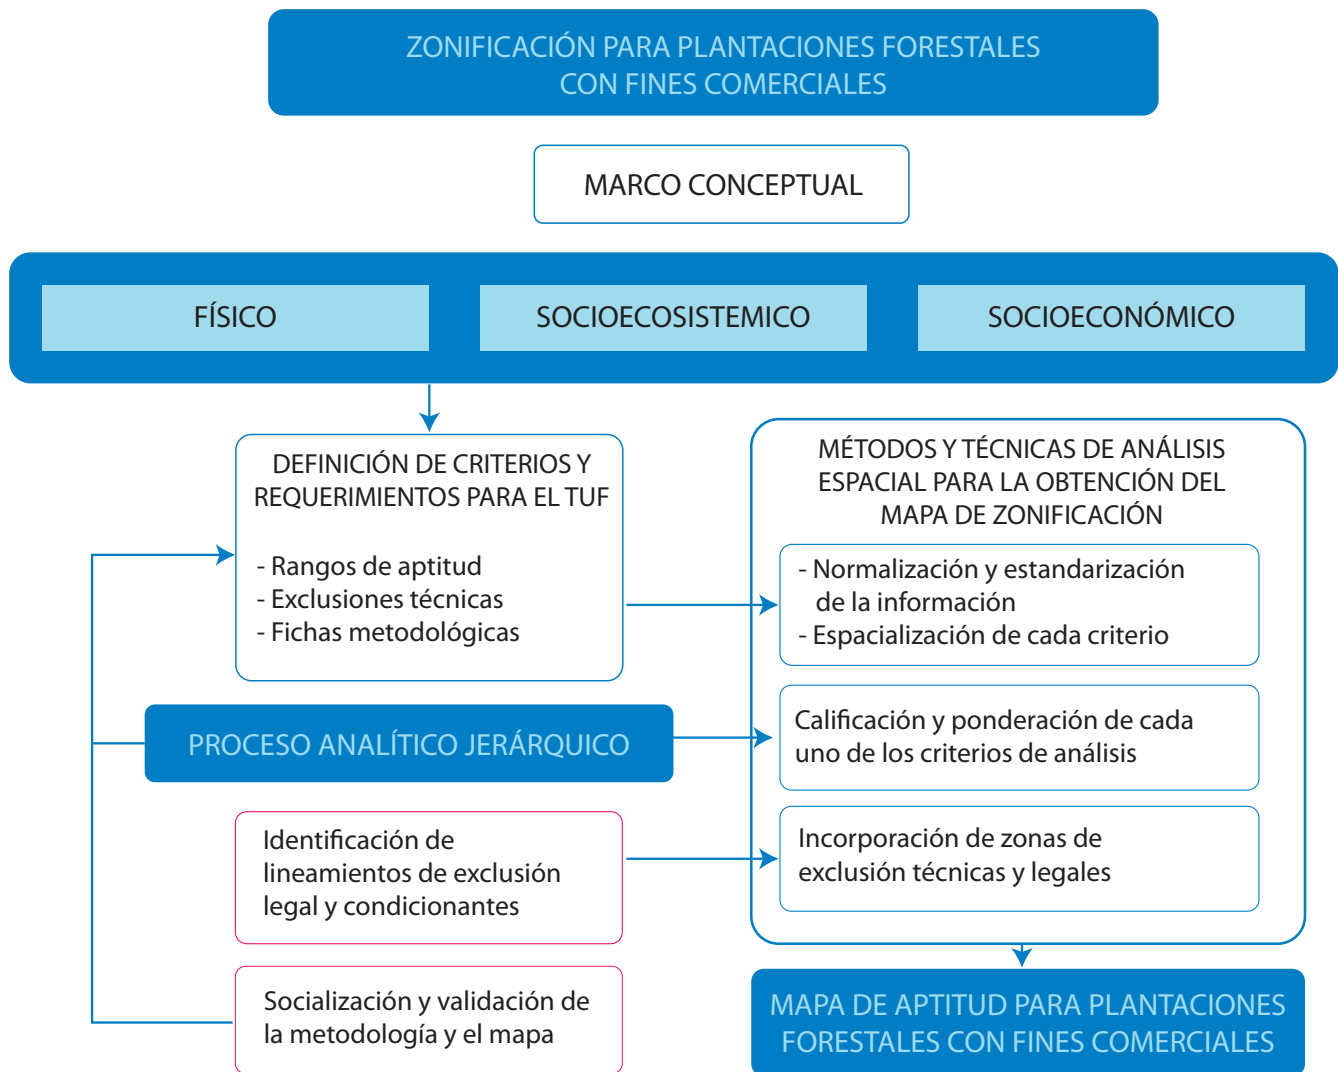 ZONIFICACIÓN PARA PLANTACIONES FORESTALES
CON FINES COMERCIALES
MARCO CONCEPTUAL
FÍSICO
SOCIOECOSISTEMICO
SOCIOECONÓMICO
DEFINICIÓN DE CRITERIOS Y
REQUERIMIENTOS PARA EL TUF
- Rangos de aptitud
- Exclusiones técnicas
- Fichas metodológicas
PROCESO ANALÍTICO JERÁRQUICO
Identificación de
lineamientos de exclusión
legal y condicionantes
Socialización y validación de
la metodología y el mapa
MÉTODOS Y TÉCNICAS DE ANÁLISIS
ESPACIAL PARA LA OBTENCIÓN DEL
MAPA DE ZONIFICACIÓN
- Normalización y estandarización
de la información
- Espacialización de cada criterio
Calificación y ponderación de cada
uno de los criterios de análisis
Incorporación de zonas de
exclusión técnicas y legales
MAPA DE APTITUD PARA PLANTACIONES
FORESTALES CON FINES COMERCIALES